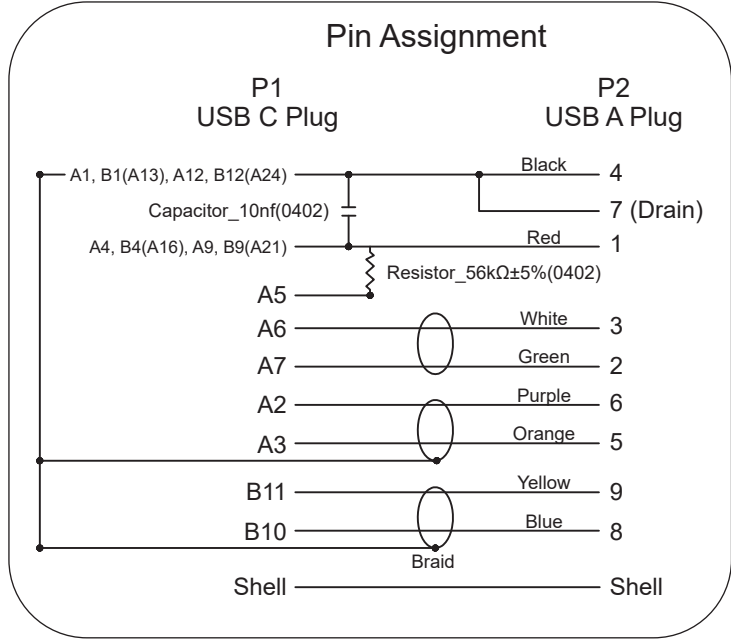 Pin Assignment
P1 P2
USB C Plug USB A Plug
A1, B1(A13), A12, B12(A24) Black 4
Capacitor_10nf(0402) 7 (Drain)
A4, B4(A16), A9, B9(A21) Red 1
Resistor_56kΩ±5%(0402)
A5
A6 White 3
A7 Green 2
A2 Purple 6
A3 Orange 5
B11 Yellow 9
B10 Blue 8
Braid
Shell Shell